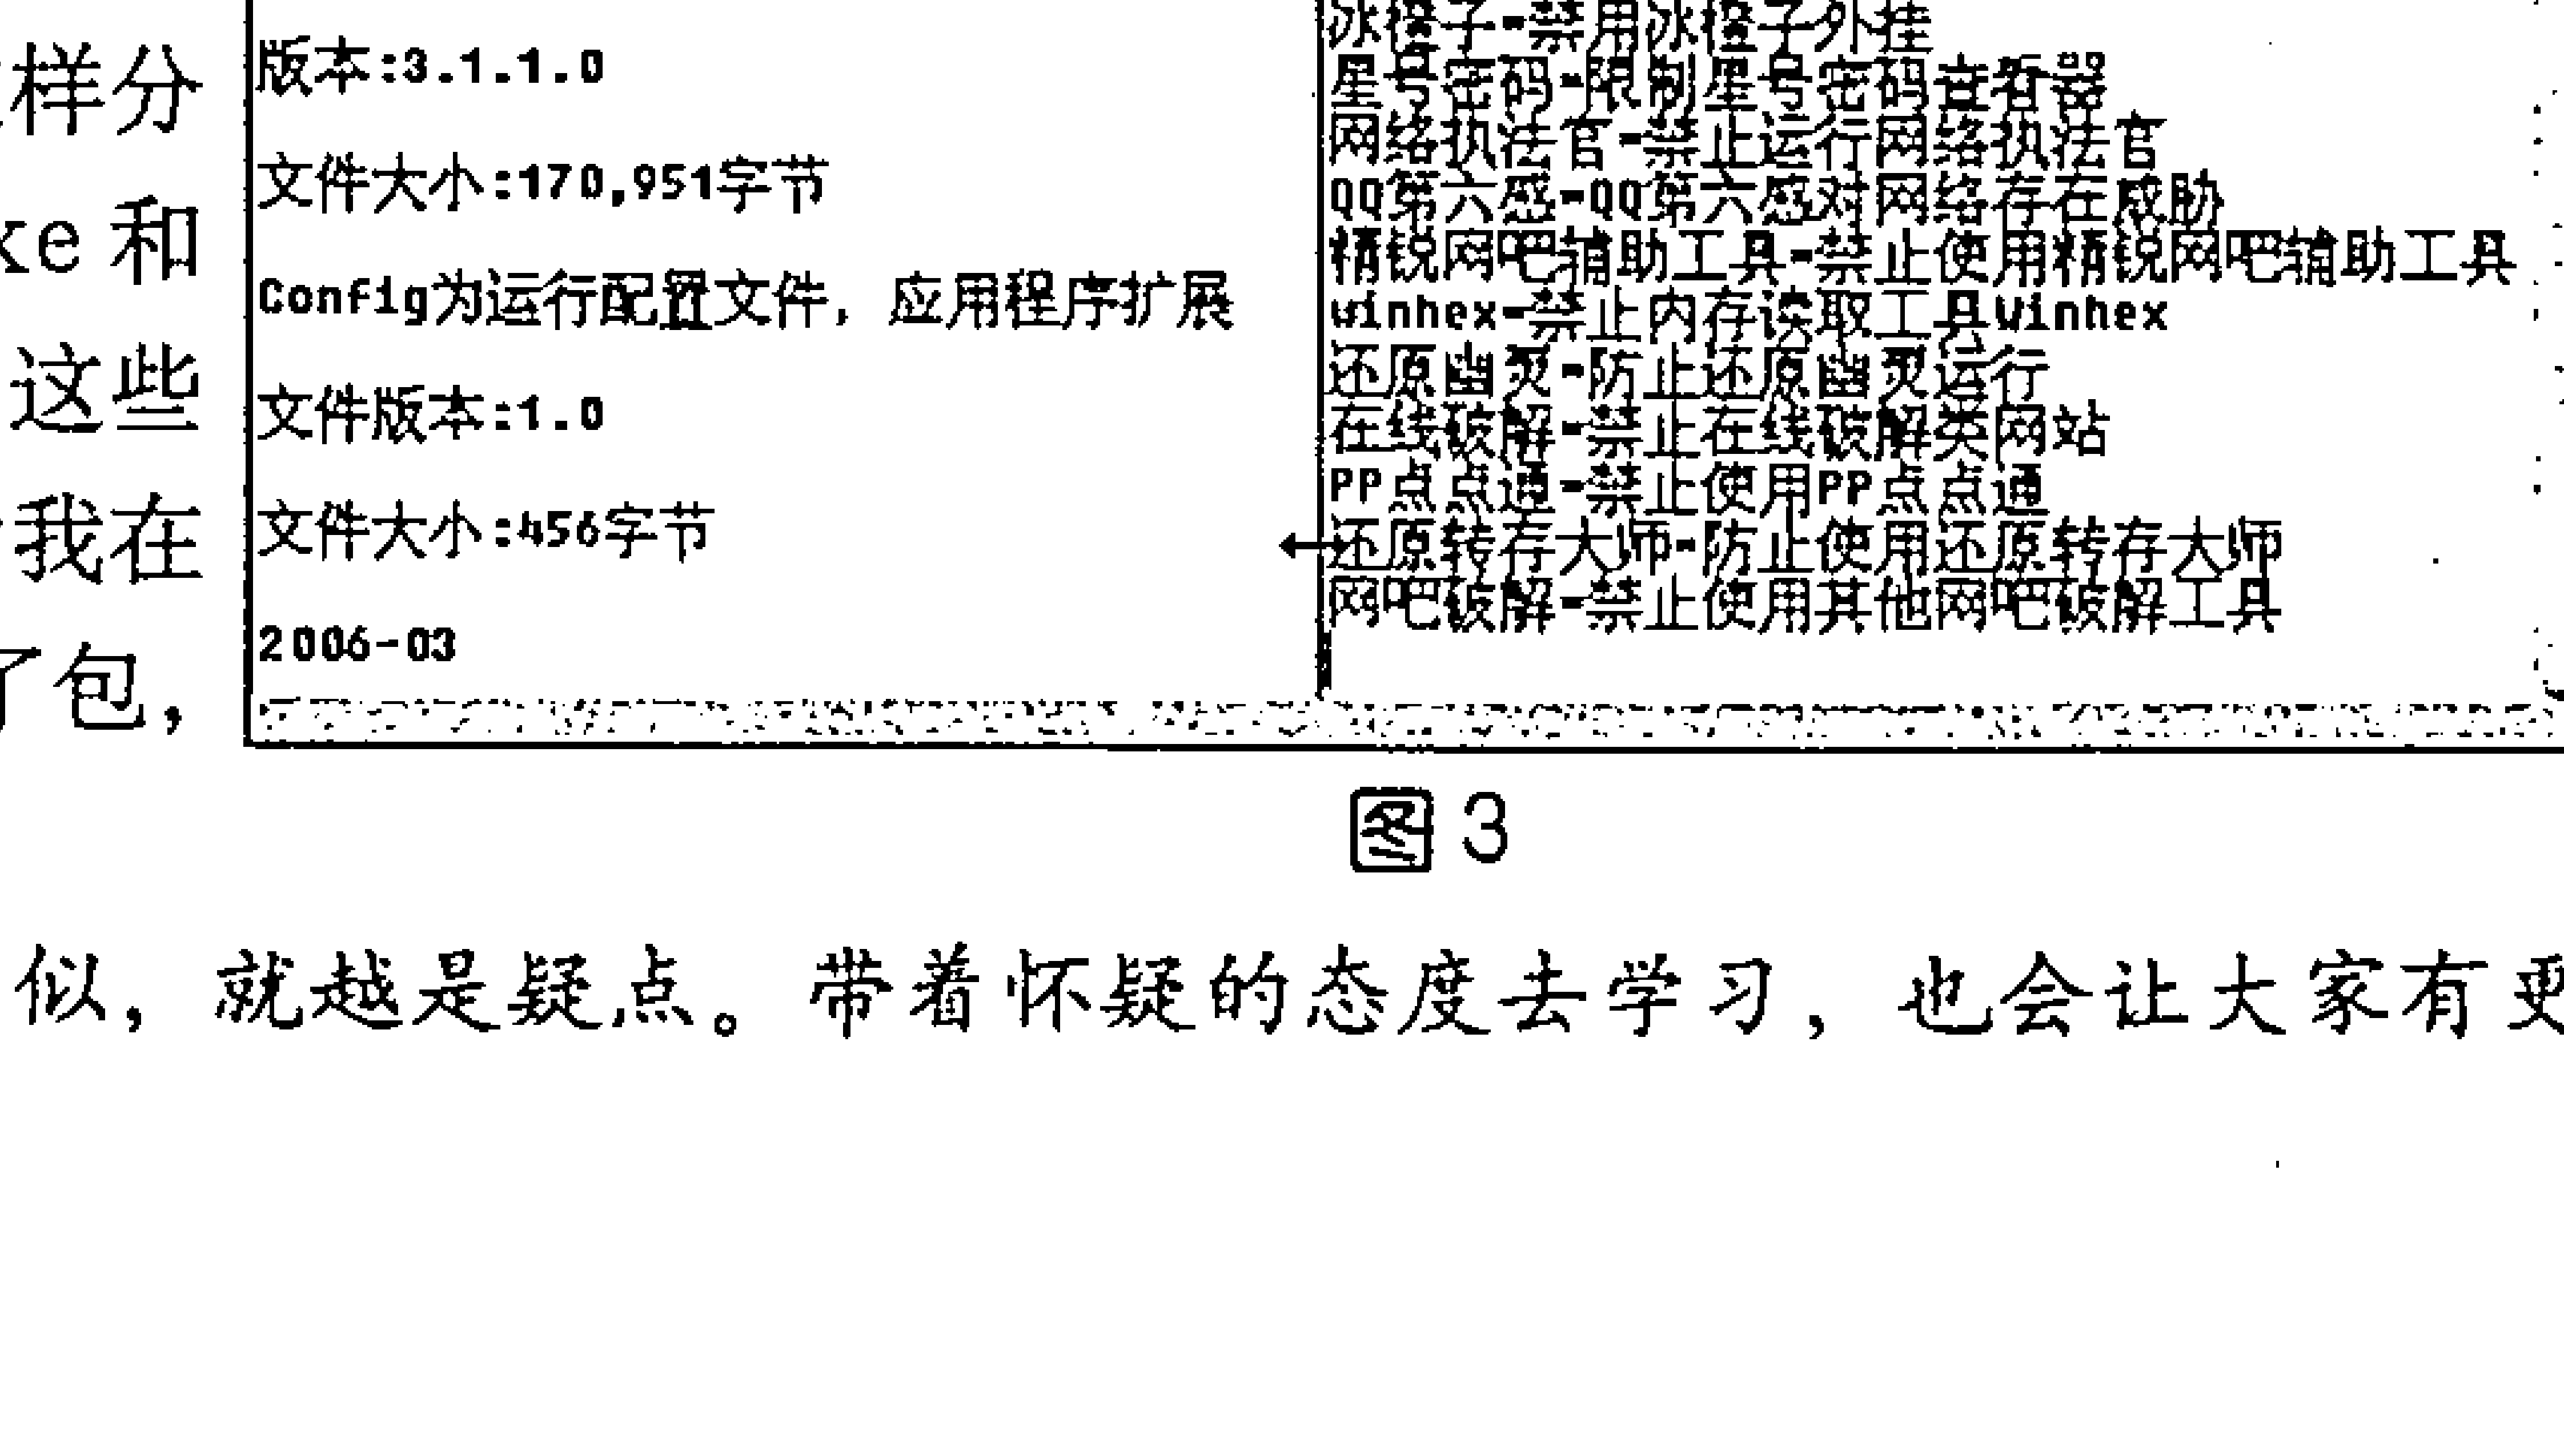 样分
ke 和
这些
我在
了包，
版本:3.1.1.0
文件大小:170,951字节
Config为运行配置文件，应用程序扩展
文件版本:1.0
文件大小:456字节
2006-03
冰橙子-禁用冰橙子外挂
星号密码-限制星号密码查看器
网络执法官-禁止运行网络执法官
QQ第六感-QQ第六感对网络存在威胁
精锐网吧辅助工具-禁止使用精锐网吧辅助工具
winhex-禁止内存读取工具Winhex
还原幽灵-防止还原幽灵运行
在线破解-禁止在线破解类网站
PP点点通-禁止使用PP点点通
还原转存大师-防止使用还原转存大师
网吧破解-禁止使用其他网吧破解工具
图 3
似，就越是疑点。带着怀疑的态度去学习，也会让大家有更